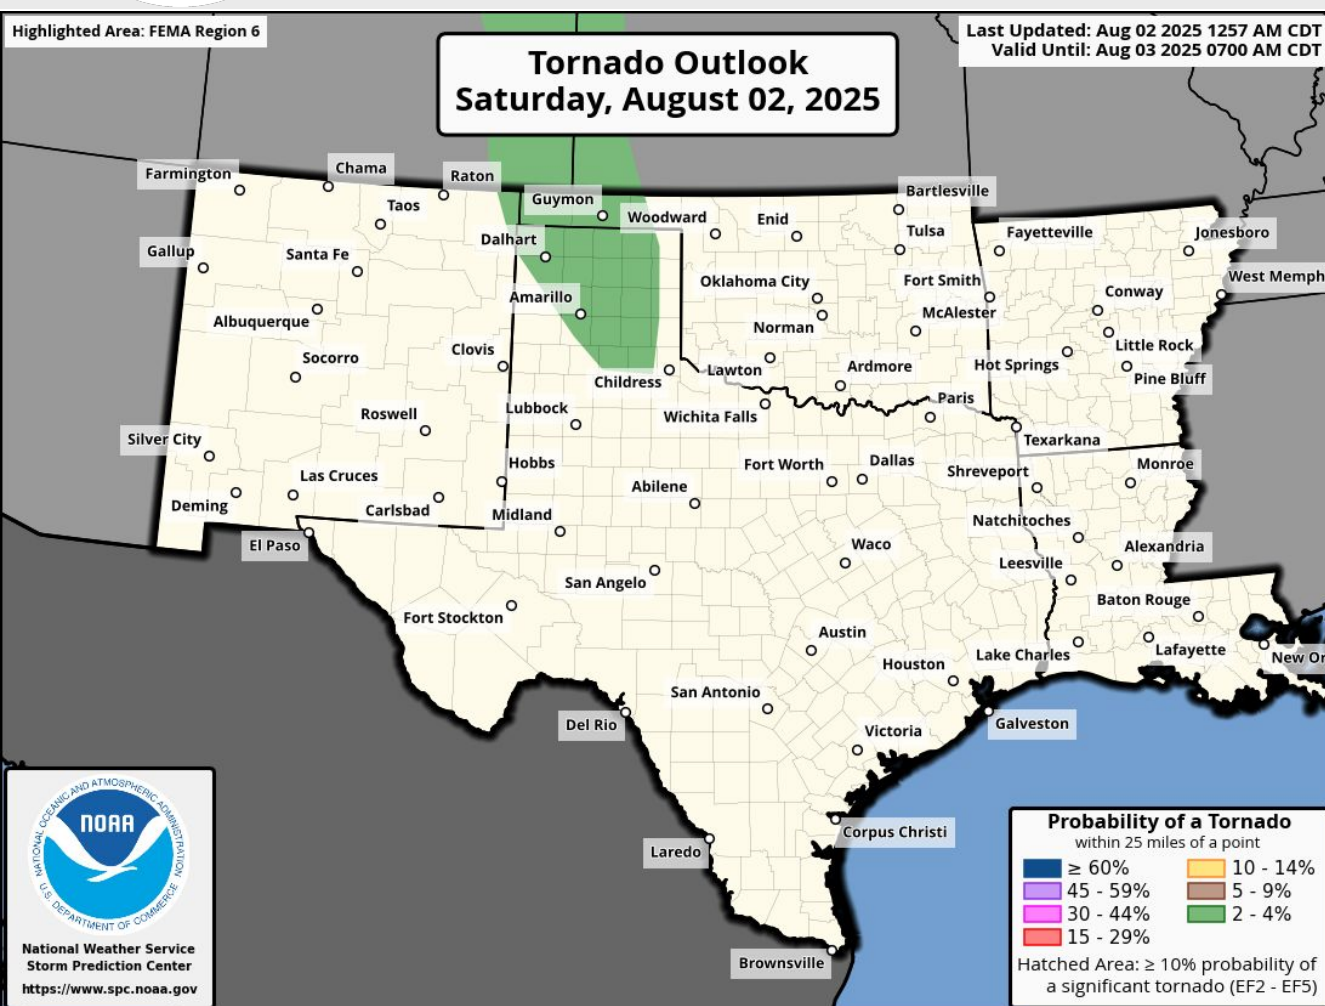 Highlighted Area: FEMA Region 6
Last Updated: Aug 02 2025 1257 AM CDT
Valid Until: Aug 03 2025 0700 AM CDT
Tornado Outlook
Saturday, August 02, 2025
Farmington
Chama
Raton
Taos
Guymon
Woodward
Enid
Bartlesville
Tulsa
Fayetteville
Jonesboro
Gallup
Santa Fe
Dalhart
Amarillo
Oklahoma City
Fort Smith
Conway
West Memph
Albuquerque
Norman
McAlester
Little Rock
Socorro
Clovis
Childress
Lawton
Ardmore
Hot Springs
Pine Bluff
Roswell
Lubbock
Wichita Falls
Paris
Texarkana
Silver City
Las Cruces
Hobbs
Abilene
Fort Worth
Dallas
Shreveport
Monroe
Deming
Carlsbad
Midland
Natchitoches
El Paso
San Angelo
Waco
Leesville
Alexandria
Fort Stockton
Austin
Baton Rouge
Houston
Lake Charles
Lafayette
New Or
Del Rio
San Antonio
Victoria
Galveston
Laredo
Corpus Christi
Brownsville
NATIONAL OCEANIC AND ATMOSPHERIC ADMINISTRATION
NOAA
U.S. DEPARTMENT OF COMMERCE
National Weather Service
Storm Prediction Center
https://www.spc.noaa.gov
Probability of a Tornado
within 25 miles of a point
≥ 60%
45 - 59%
30 - 44%
15 - 29%
10 - 14%
5 - 9%
2 - 4%
Hatched Area: ≥ 10% probability of
a significant tornado (EF2 - EF5)